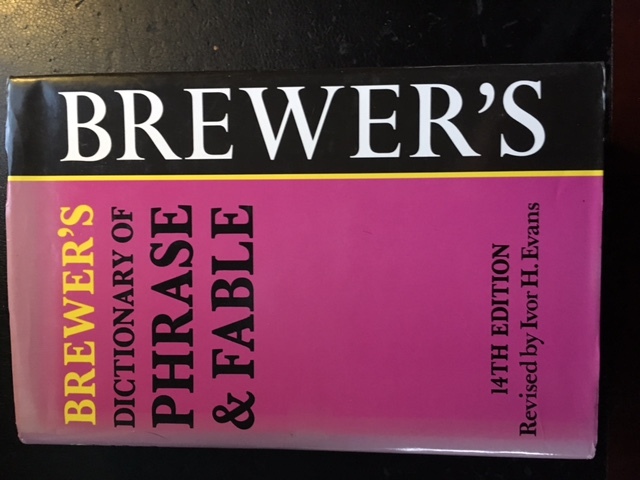 BREWER'S
BREWER'S
DICTIONARY OF
PHRASE
& FABLE
14TH EDITION
Revised by Ivor H. Evans